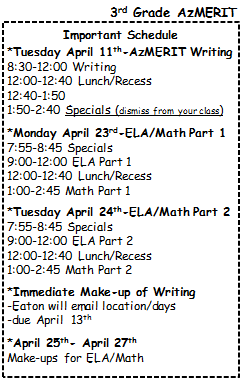 3rd Grade AzMERIT
Important Schedule
*Tuesday April 11th-AzMERIT Writing
8:30-12:00 Writing
12:00-12:40 Lunch/Recess
12:40-1:50
1:50-2:40 Specials (dismiss from your class)
*Monday April 23rd-ELA/Math Part 1
7:55-8:45 Specials
9:00-12:00 ELA Part 1
12:00-12:40 Lunch/Recess
1:00-2:45 Math Part 1
*Tuesday April 24th-ELA/Math Part 2
7:55-8:45 Specials
9:00-12:00 ELA Part 2
12:00-12:40 Lunch/Recess
1:00-2:45 Math Part 2
*Immediate Make-up of Writing
-Eaton will email location/days
-due April 13th
*April 25th- April 27th
Make-ups for ELA/Math